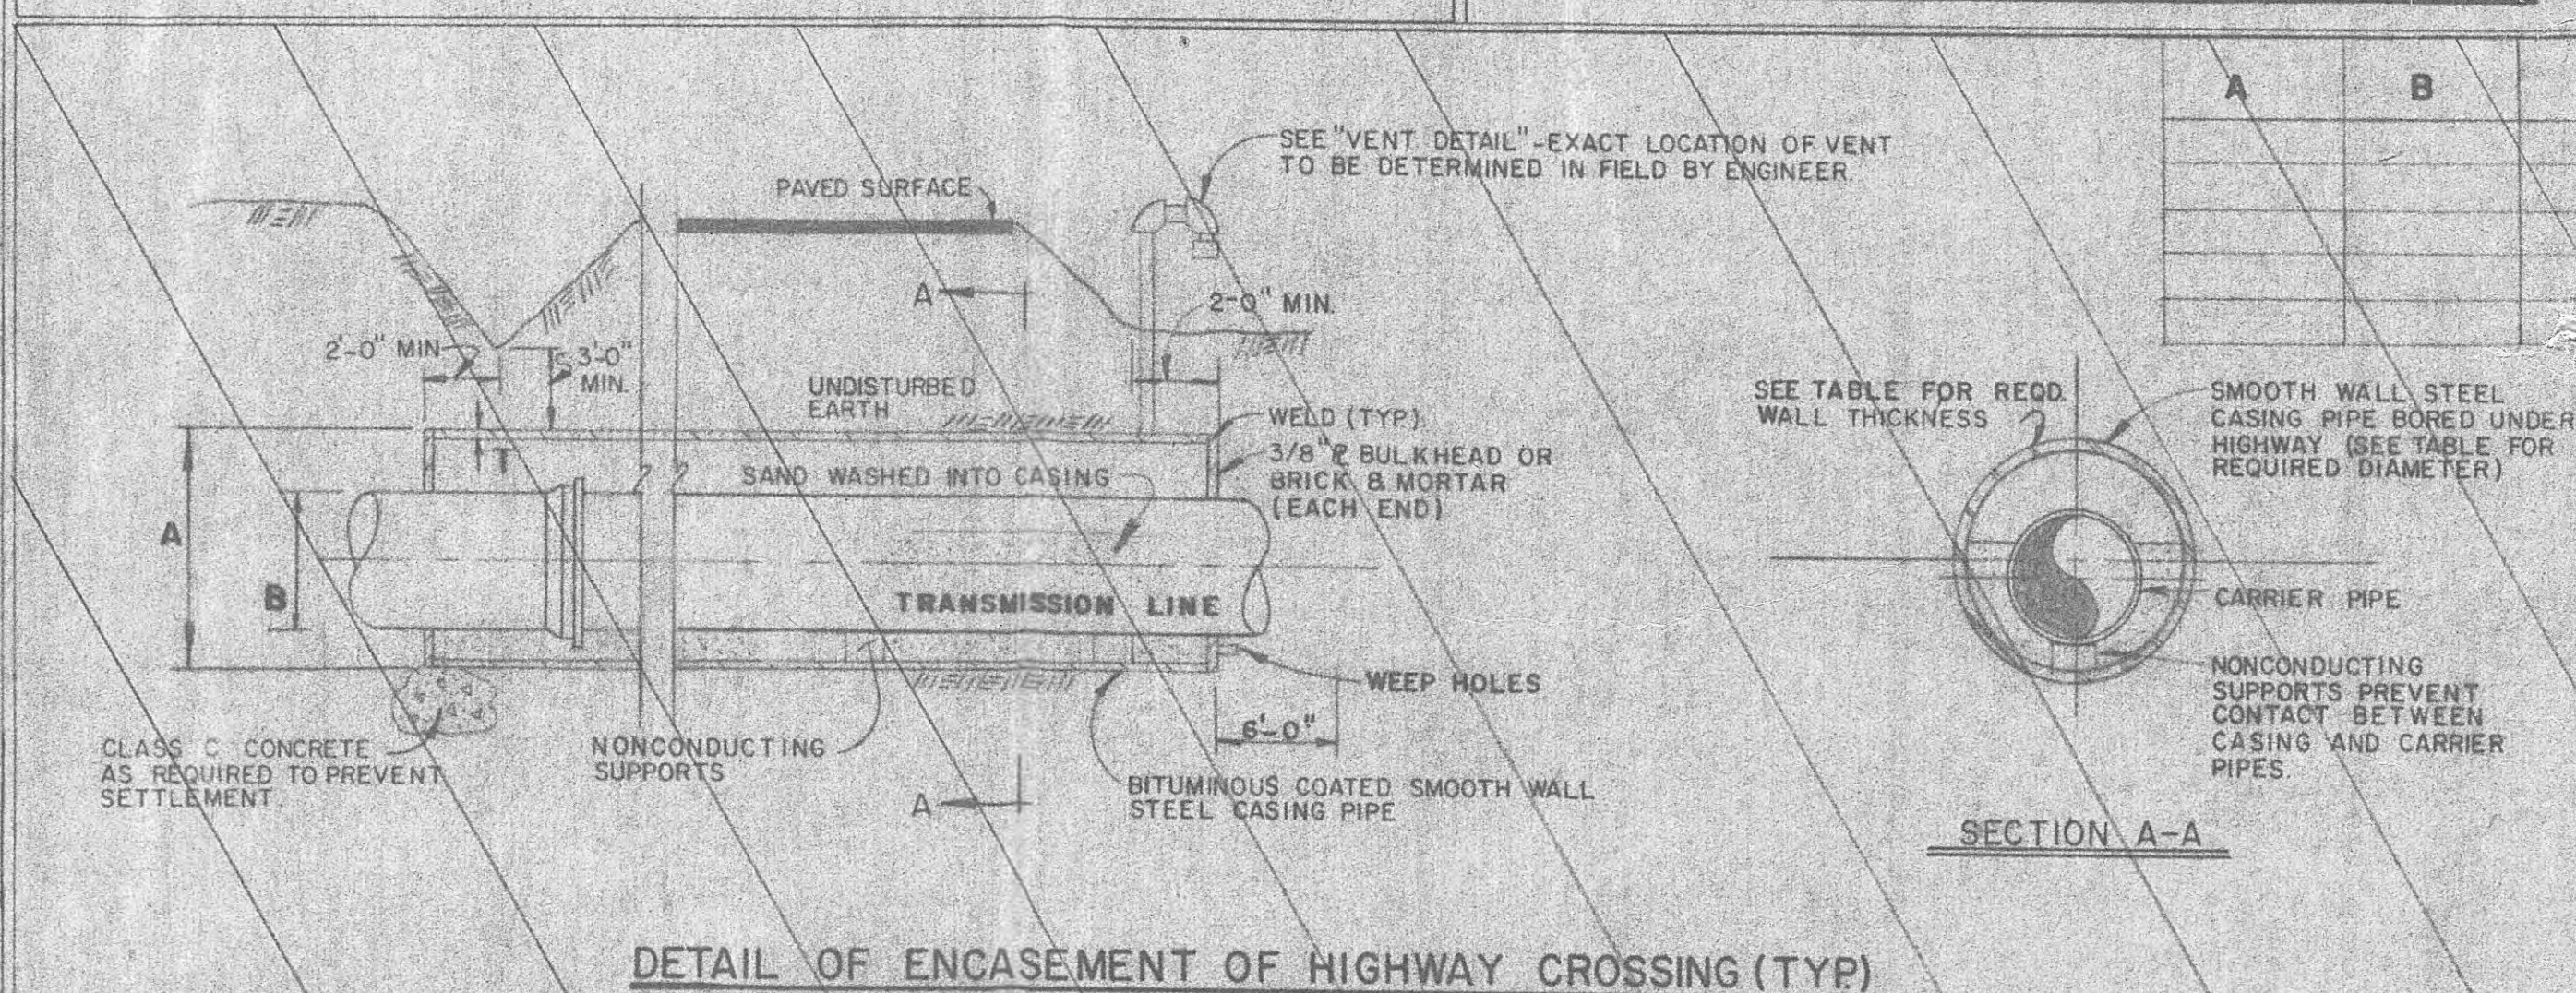 A
B
SEE "VENT DETAIL"-EXACT LOCATION OF VENT
TO BE DETERMINED IN FIELD BY ENGINEER.
PAVED SURFACE
A
2'-0" MIN.
2'-0" MIN
3'-0"
MIN.
UNDISTURBED
EARTH
WELD (TYP.)
3/8" ℄ BULKHEAD OR
BRICK & MORTAR
(EACH END)
T
SAND WASHED INTO CASING
A
B
TRANSMISSION LINE
WEEP HOLES
6'-0"
CLASS C CONCRETE
AS REQUIRED TO PREVENT
SETTLEMENT.
NONCONDUCTING
SUPPORTS
BITUMINOUS COATED SMOOTH WALL
STEEL CASING PIPE
A
SEE TABLE FOR REQD.
WALL THICKNESS
SMOOTH WALL STEEL
CASING PIPE BORED UNDER
HIGHWAY (SEE TABLE FOR
REQUIRED DIAMETER)
CARRIER PIPE
NONCONDUCTING
SUPPORTS PREVENT
CONTACT BETWEEN
CASING AND CARRIER
PIPES.
SECTION A-A
DETAIL OF ENCASEMENT OF HIGHWAY CROSSING (TYP.)